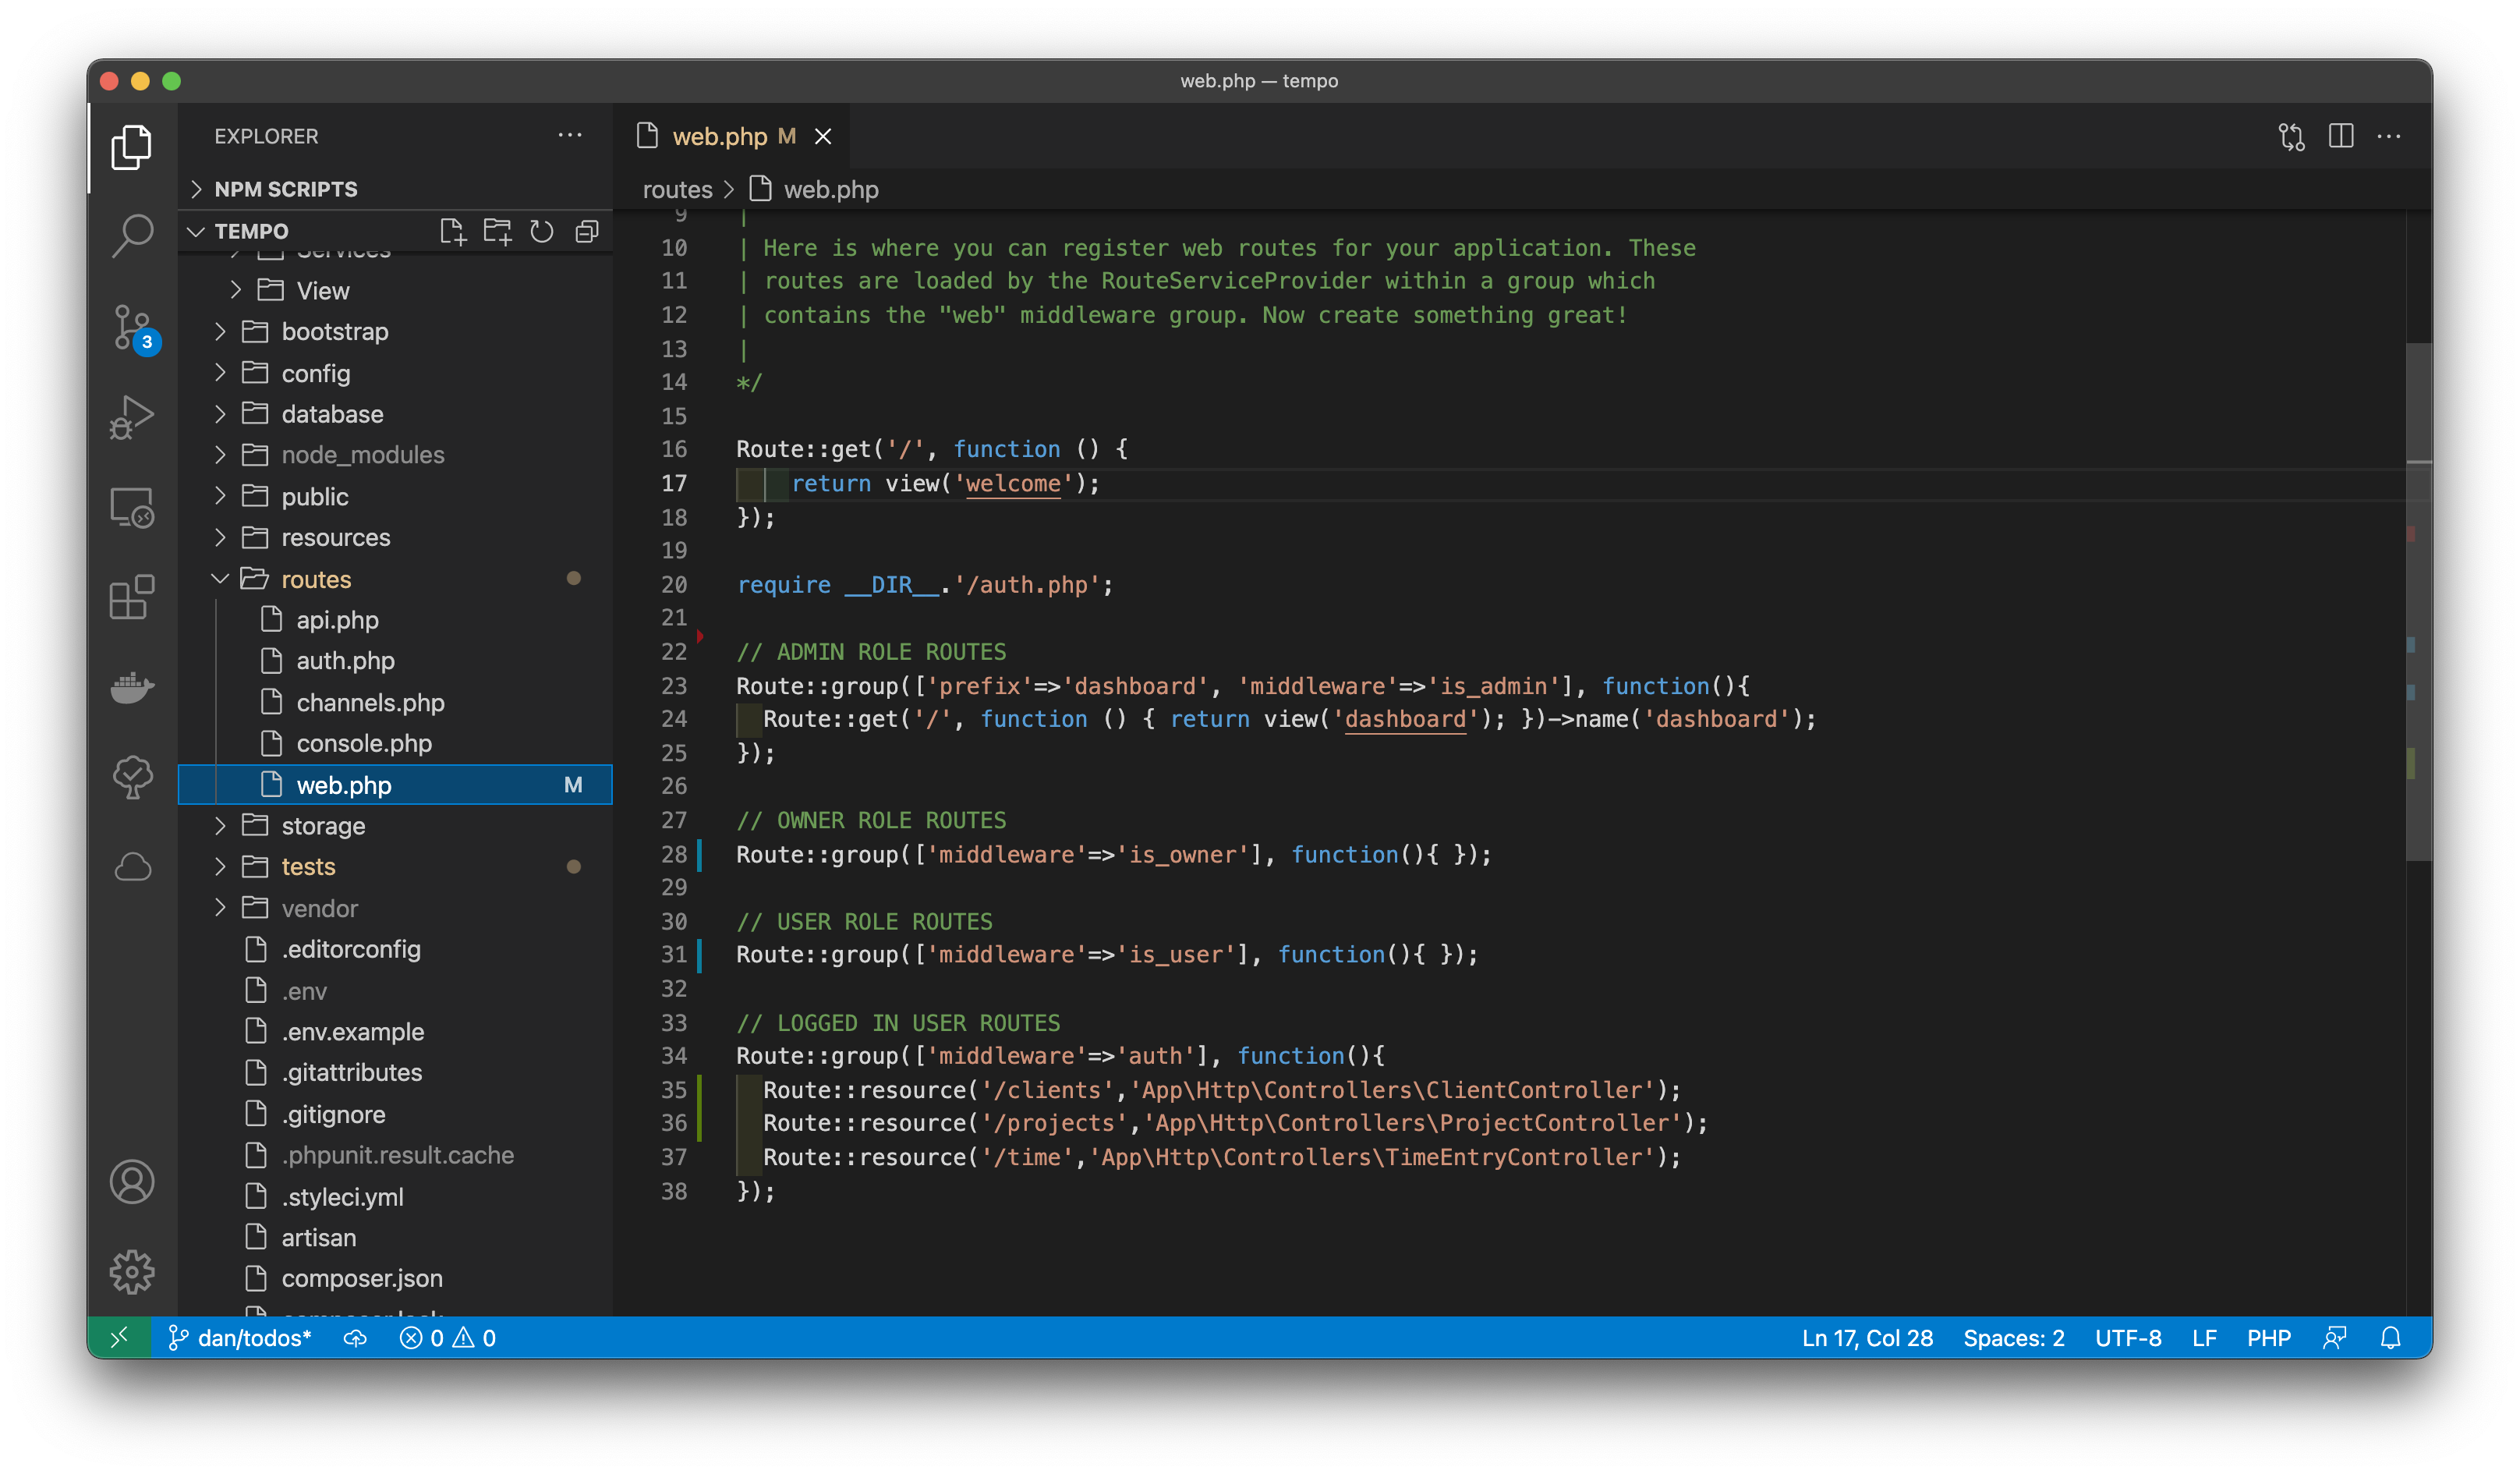 web.php — tempo
EXPLORER
NPM SCRIPTS
TEMPO
Services
View
bootstrap
config
database
node_modules
public
resources
routes
api.php
auth.php
channels.php
console.php
web.php M
storage
tests
vendor
.editorconfig
.env
.env.example
.gitattributes
.gitignore
.phpunit.result.cache
.styleci.yml
artisan
composer.json
3
web.php M
routes > web.php
9 |
10 | Here is where you can register web routes for your application. These
11 | routes are loaded by the RouteServiceProvider within a group which
12 | contains the "web" middleware group. Now create something great!
13 |
14 */
15
16 Route::get('/', function () {
17 return view('welcome');
18 });
19
20 require __DIR__.'/auth.php';
21
22 // ADMIN ROLE ROUTES
23 Route::group(['prefix'=>'dashboard', 'middleware'=>'is_admin'], function(){
24 Route::get('/', function () { return view('dashboard'); })->name('dashboard');
25 });
26
27 // OWNER ROLE ROUTES
28 Route::group(['middleware'=>'is_owner'], function(){ });
29
30 // USER ROLE ROUTES
31 Route::group(['middleware'=>'is_user'], function(){ });
32
33 // LOGGED IN USER ROUTES
34 Route::group(['middleware'=>'auth'], function(){
35 Route::resource('/clients','App\Http\Controllers\ClientController');
36 Route::resource('/projects','App\Http\Controllers\ProjectController');
37 Route::resource('/time','App\Http\Controllers\TimeEntryController');
38 });
dan/todos* 0 0 Ln 17, Col 28 Spaces: 2 UTF-8 LF PHP